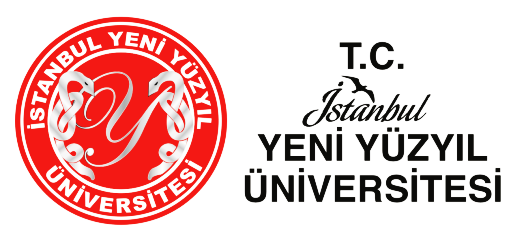 İSTANBUL YENİ YÜZYIL
Y
ÜNİVERSİTESİ
T.C.
İstanbul
YENİ YÜZYIL
ÜNİVERSİTESİ